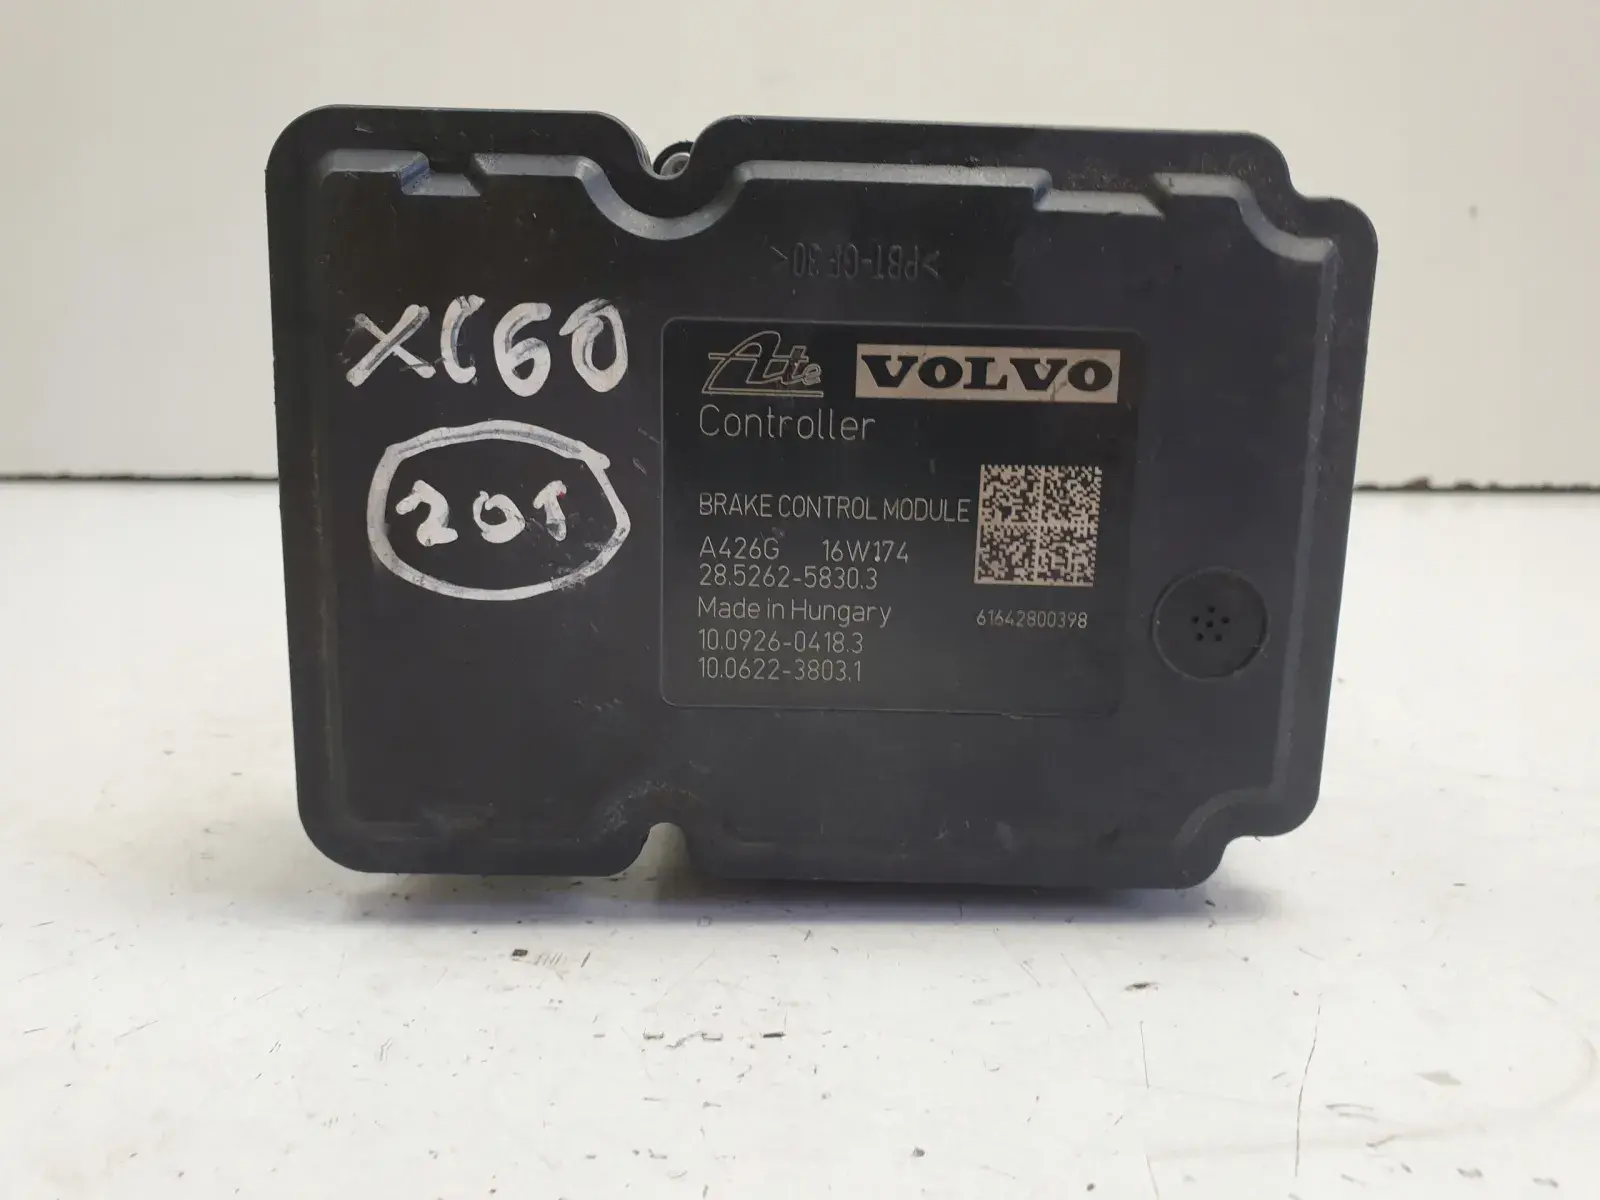 >PBT-GF30<
XC60
201
Ate VOLVO
Controller
BRAKE CONTROL MODULE
A426G 16W174
28.5262-5830.3
Made in Hungary
61642800398
10.0926-0418.3
10.0622-3803.1